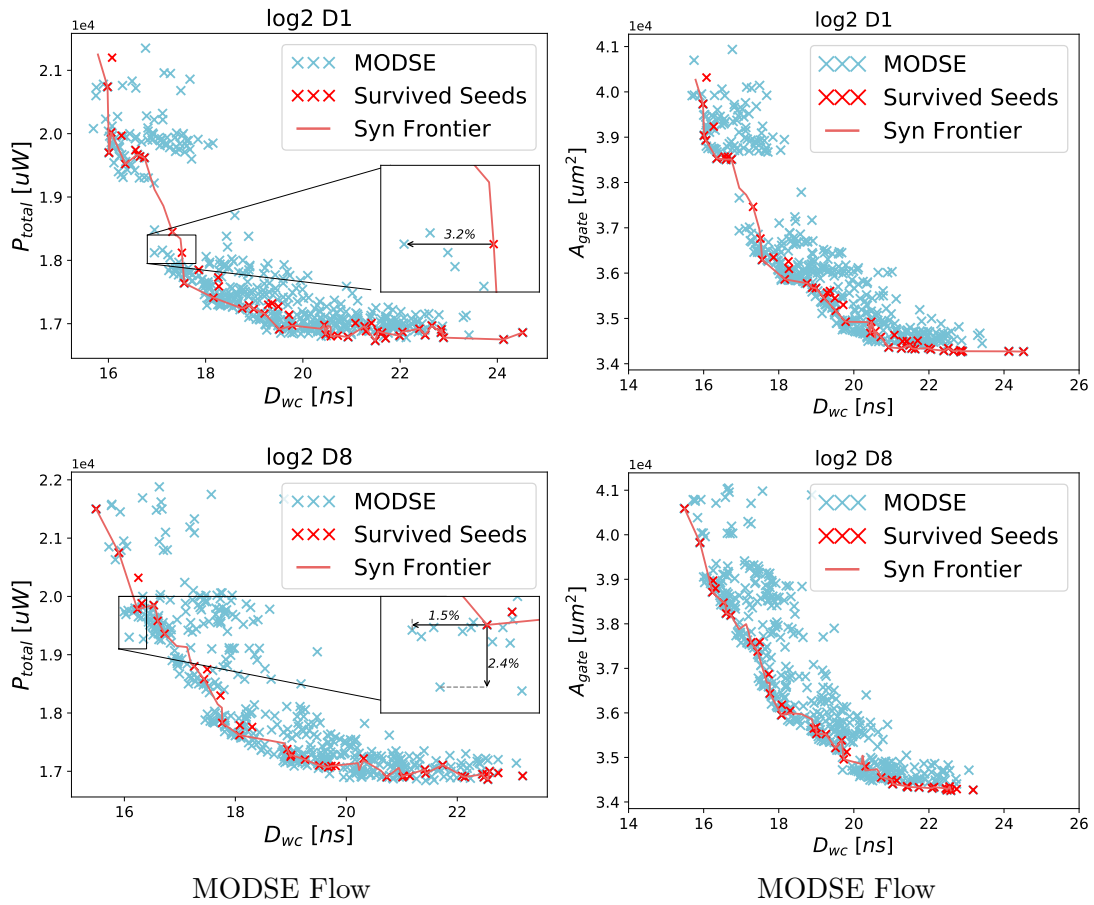 log2 D1
1e4
2.1
2.0
1.9
1.8
1.7
P_total [uW]
MODSE
Survived Seeds
Syn Frontier
3.2%
16 18 20 22 24
D_wc [ns]
log2 D1
1e4
4.1
4.0
3.9
3.8
3.7
3.6
3.5
3.4
A_gate [um²]
MODSE
Survived Seeds
Syn Frontier
14 16 18 20 22 24 26
D_wc [ns]
log2 D8
1e4
2.2
2.1
2.0
1.9
1.8
1.7
P_total [uW]
MODSE
Survived Seeds
Syn Frontier
1.5%
2.4%
16 18 20 22
D_wc [ns]
MODSE Flow
log2 D8
1e4
4.1
4.0
3.9
3.8
3.7
3.6
3.5
3.4
A_gate [um²]
MODSE
Survived Seeds
Syn Frontier
14 16 18 20 22 24 26
D_wc [ns]
MODSE Flow